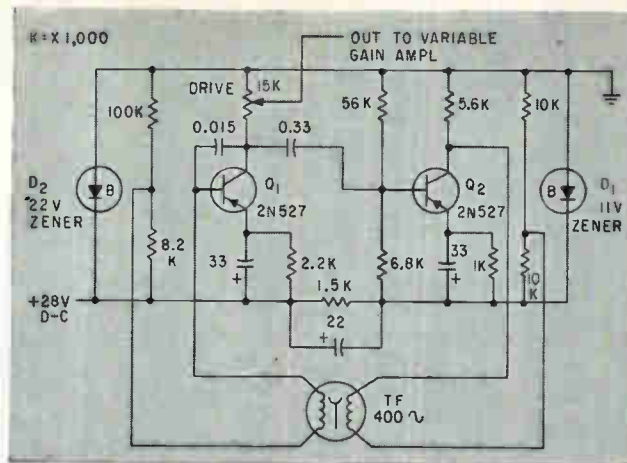 K = X 1,000
OUT TO VARIABLE
GAIN AMPL
DRIVE
15K
100K
56K
5.6K
10K
0.015
0.33
D2
22V
ZENER
B
Q1
2N527
Q2
2N527
B
D1
11V
ZENER
8.2
K
33
+
2.2K
6.8K
33
+
1K
10
K
1.5K
+28V
D-C
22
+
TF
400 ~